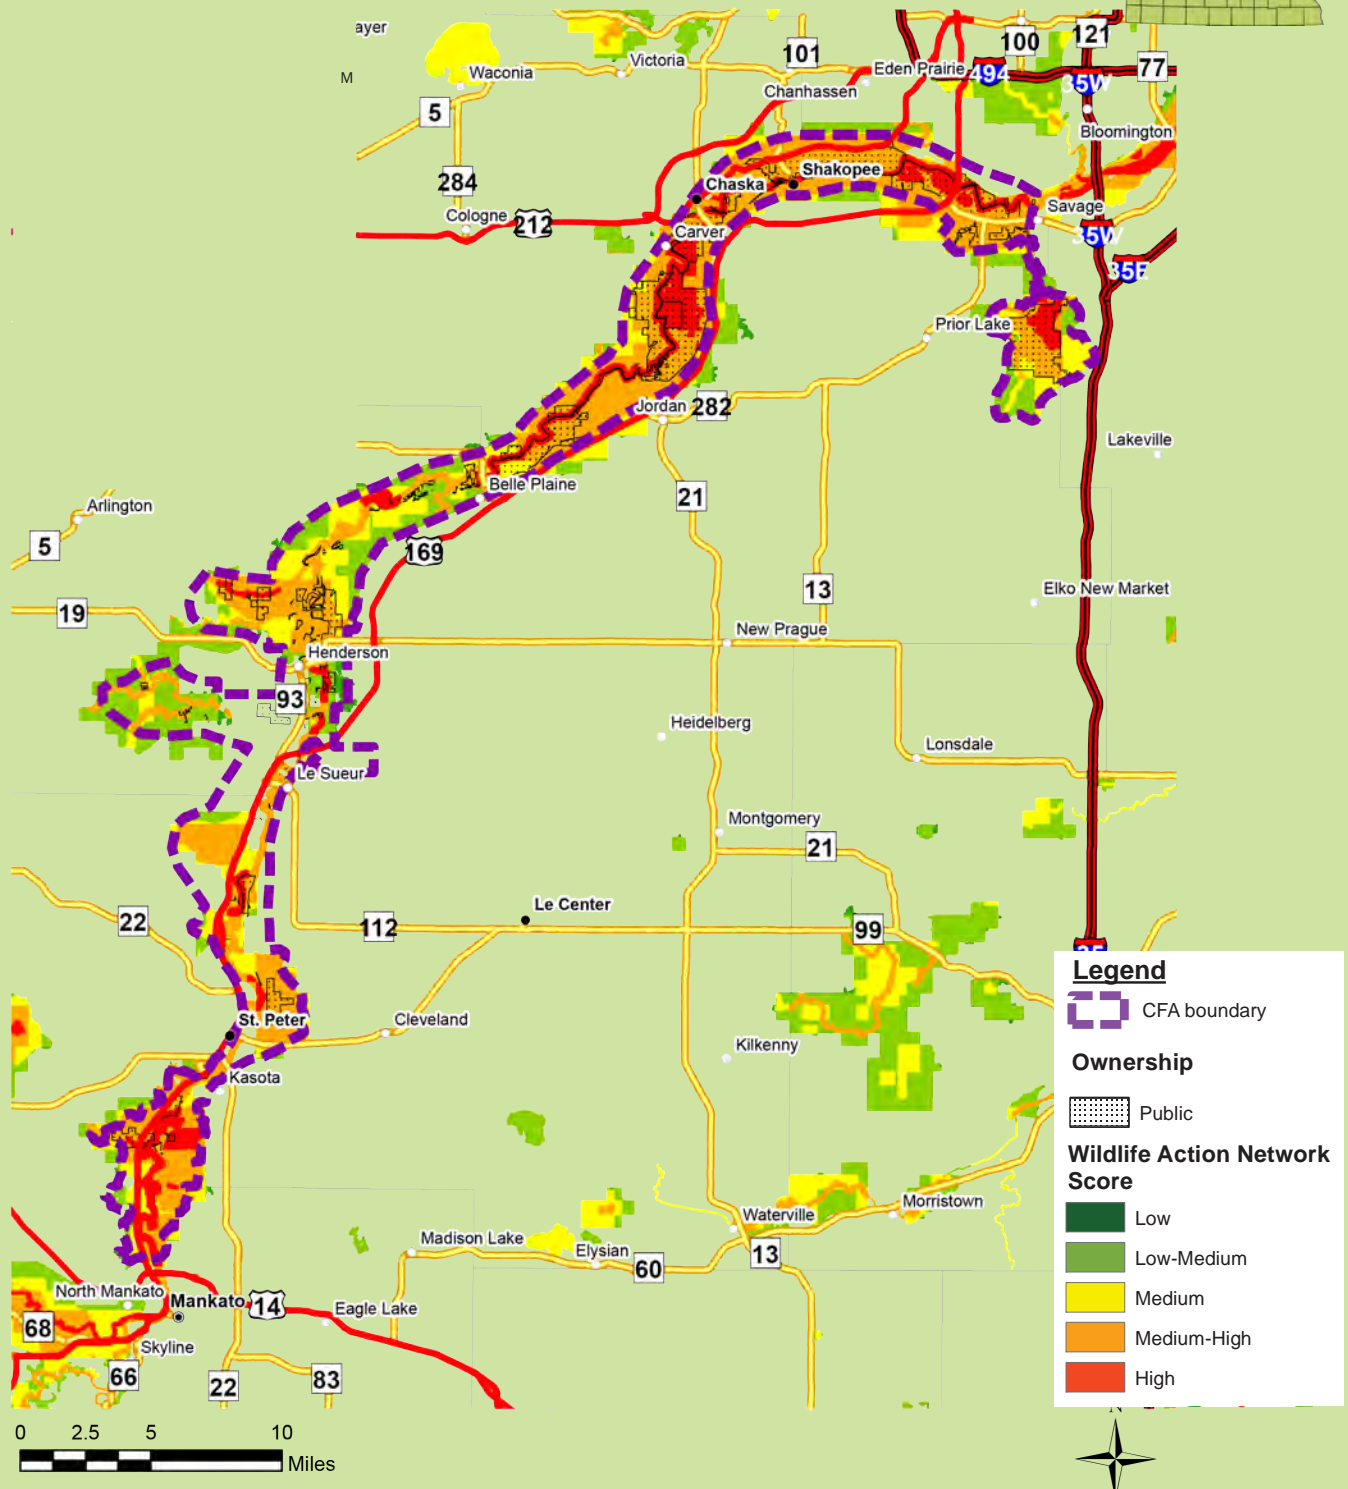 ayer
M
Waconia
Victoria
101
Eden Prairie
494
100
121
77
35W
Chanhassen
5
Bloomington
284
Chaska
Shakopee
Savage
Cologne
212
Carver
35W
35E
Prior Lake
Jordan
282
Lakeville
Belle Plaine
21
Arlington
5
169
13
Elko New Market
19
New Prague
Henderson
93
Heidelberg
Lonsdale
Le Sueur
Montgomery
21
Le Center
22
112
99
35
St. Peter
Cleveland
Kilkenny
Kasota
Waterville
Morristown
Madison Lake
Elysian
13
60
North Mankato
Mankato
14
Eagle Lake
68
Skyline
66
22
83
Legend
CFA boundary
Ownership
Public
Wildlife Action Network
Score
Low
Low-Medium
Medium
Medium-High
High
N
0 2.5 5 10
Miles